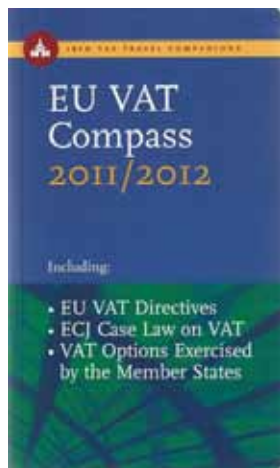 IBFD TAX TRAVEL COMPANIONS
EU VAT
Compass
2011/2012
Including:
• EU VAT Directives
• ECJ Case Law on VAT
• VAT Options Exercised
by the Member States